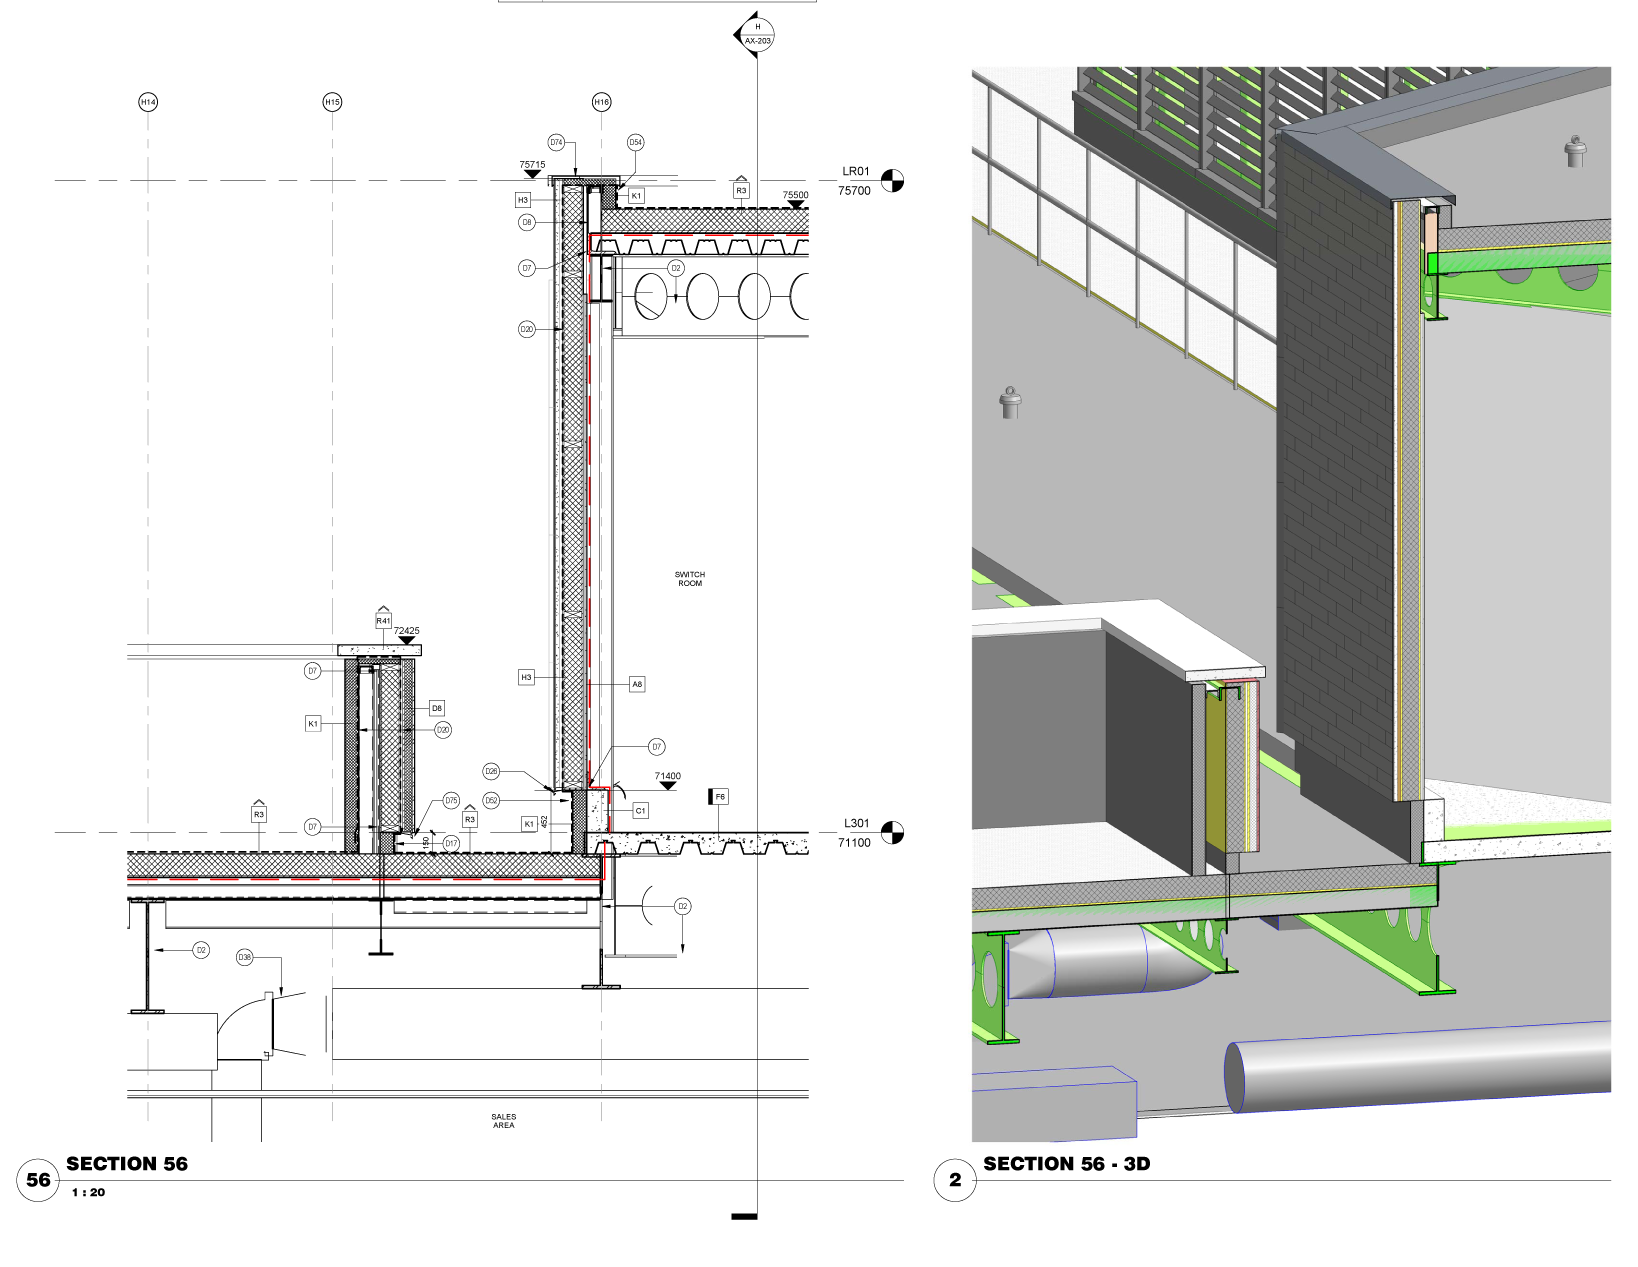 H
AX-203
H14
H15
H16
D74
D54
75715
LR01
75700
R3
K1
75500
H3
D8
D7
D2
D20
SWITCH
ROOM
R41
72425
D7
H3
A8
D8
K1
D20
D7
D26
71400
R3
D75
D52
F6
R3
C1
K1
452
L301
71100
D7
150
D17
D2
D2
D38
SALES
AREA
56
SECTION 56
1 : 20
2
SECTION 56 - 3D